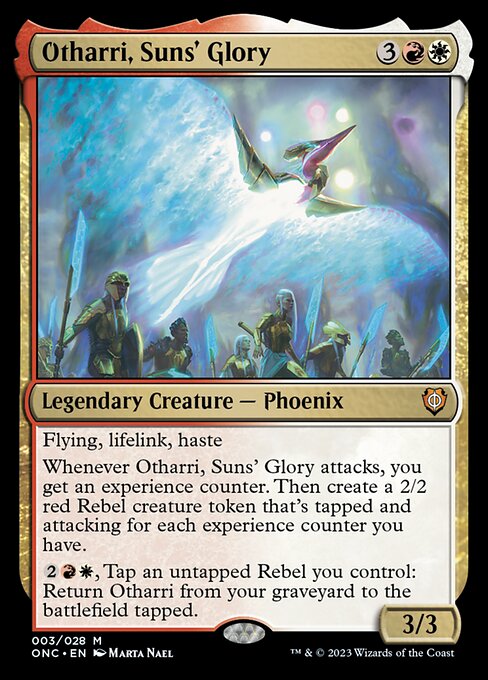 Otharri, Suns' Glory 3
Legendary Creature — Phoenix
Flying, lifelink, haste
Whenever Otharri, Suns' Glory attacks, you
get an experience counter. Then create a 2/2
red Rebel creature token that's tapped and
attacking for each experience counter you
have.
2, Tap an untapped Rebel you control:
Return Otharri from your graveyard to the
battlefield tapped.
3/3
003/028 M
ONC • EN Marta Nael
™ & © 2023 Wizards of the Coast